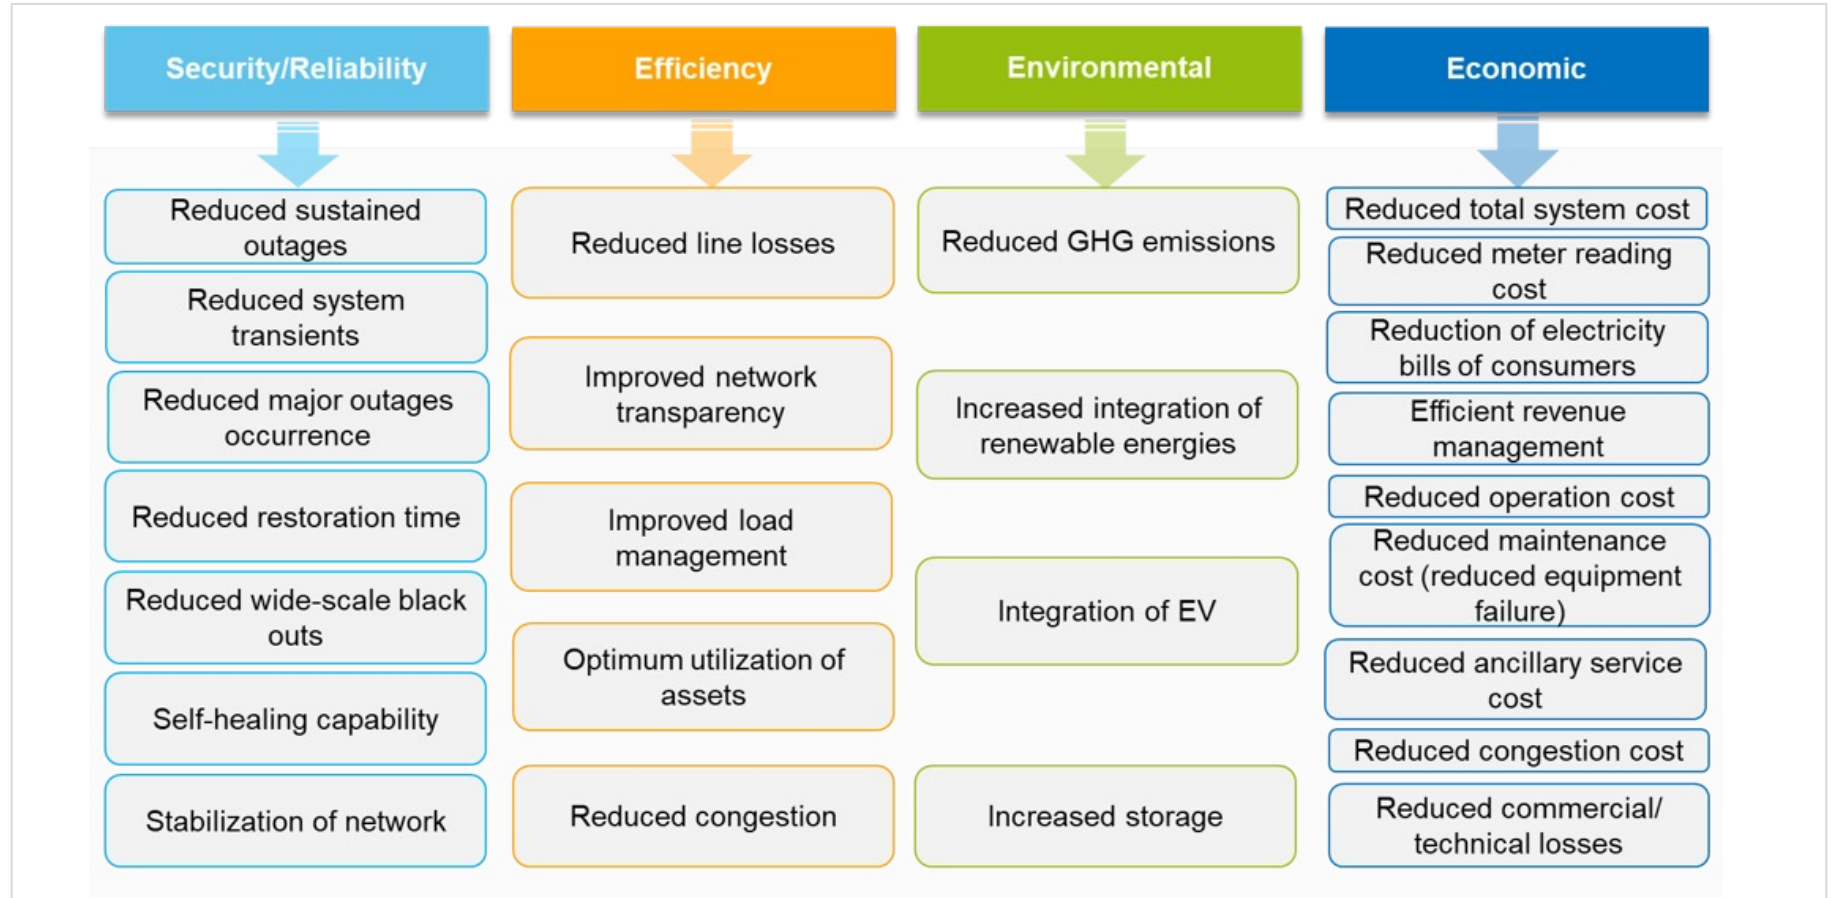 Security/Reliability
Reduced sustained
outages
Reduced system
transients
Reduced major outages
occurrence
Reduced restoration time
Reduced wide-scale black
outs
Self-healing capability
Stabilization of network
Efficiency
Reduced line losses
Improved network
transparency
Improved load
management
Optimum utilization of
assets
Reduced congestion
Environmental
Reduced GHG emissions
Increased integration of
renewable energies
Integration of EV
Increased storage
Economic
Reduced total system cost
Reduced meter reading
cost
Reduction of electricity
bills of consumers
Efficient revenue
management
Reduced operation cost
Reduced maintenance
cost (reduced equipment
failure)
Reduced ancillary service
cost
Reduced congestion cost
Reduced commercial/
technical losses